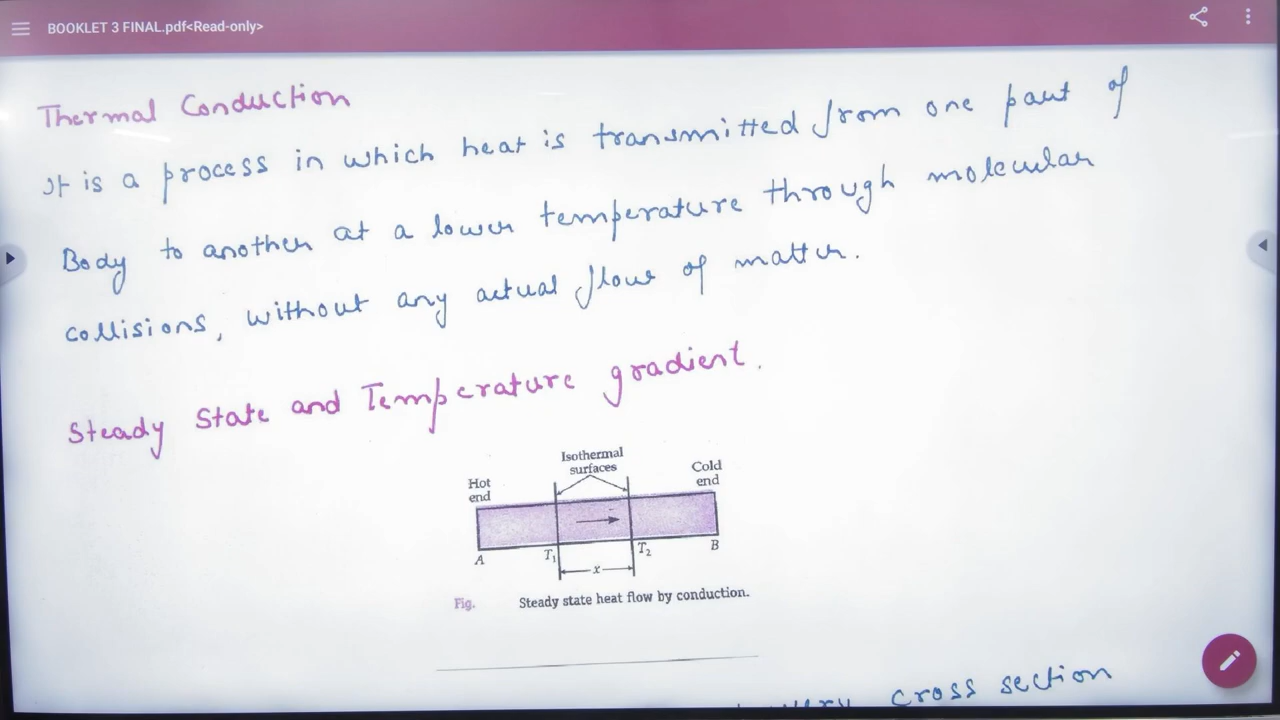 BOOKLET 3 FINAL.pdf<Read-only>
Thermal Conduction
It is a process in which heat is transmitted from one part of
Body to another at a lower temperature through molecular
collisions, without any actual flow of matter.
Steady State and Temperature gradient.
Isothermal
surfaces
Hot
end
Cold
end
A
T₁
T₂
B
x
Fig. Steady state heat flow by conduction.
cross section